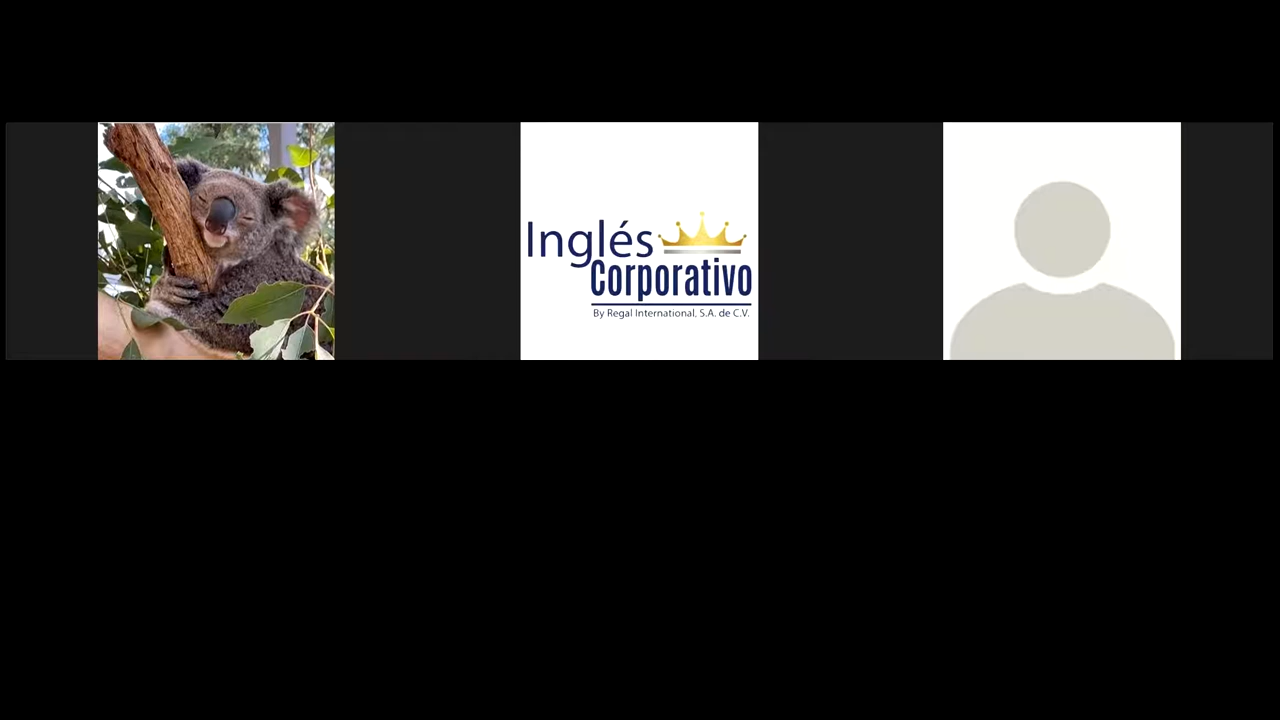 Inglés
Corporativo
By Regal International, S.A. de C.V.